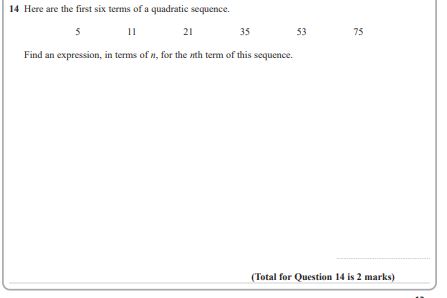 14 Here are the first six terms of a quadratic sequence.
5 11 21 35 53 75
Find an expression, in terms of n, for the nth term of this sequence.
(Total for Question 14 is 2 marks)